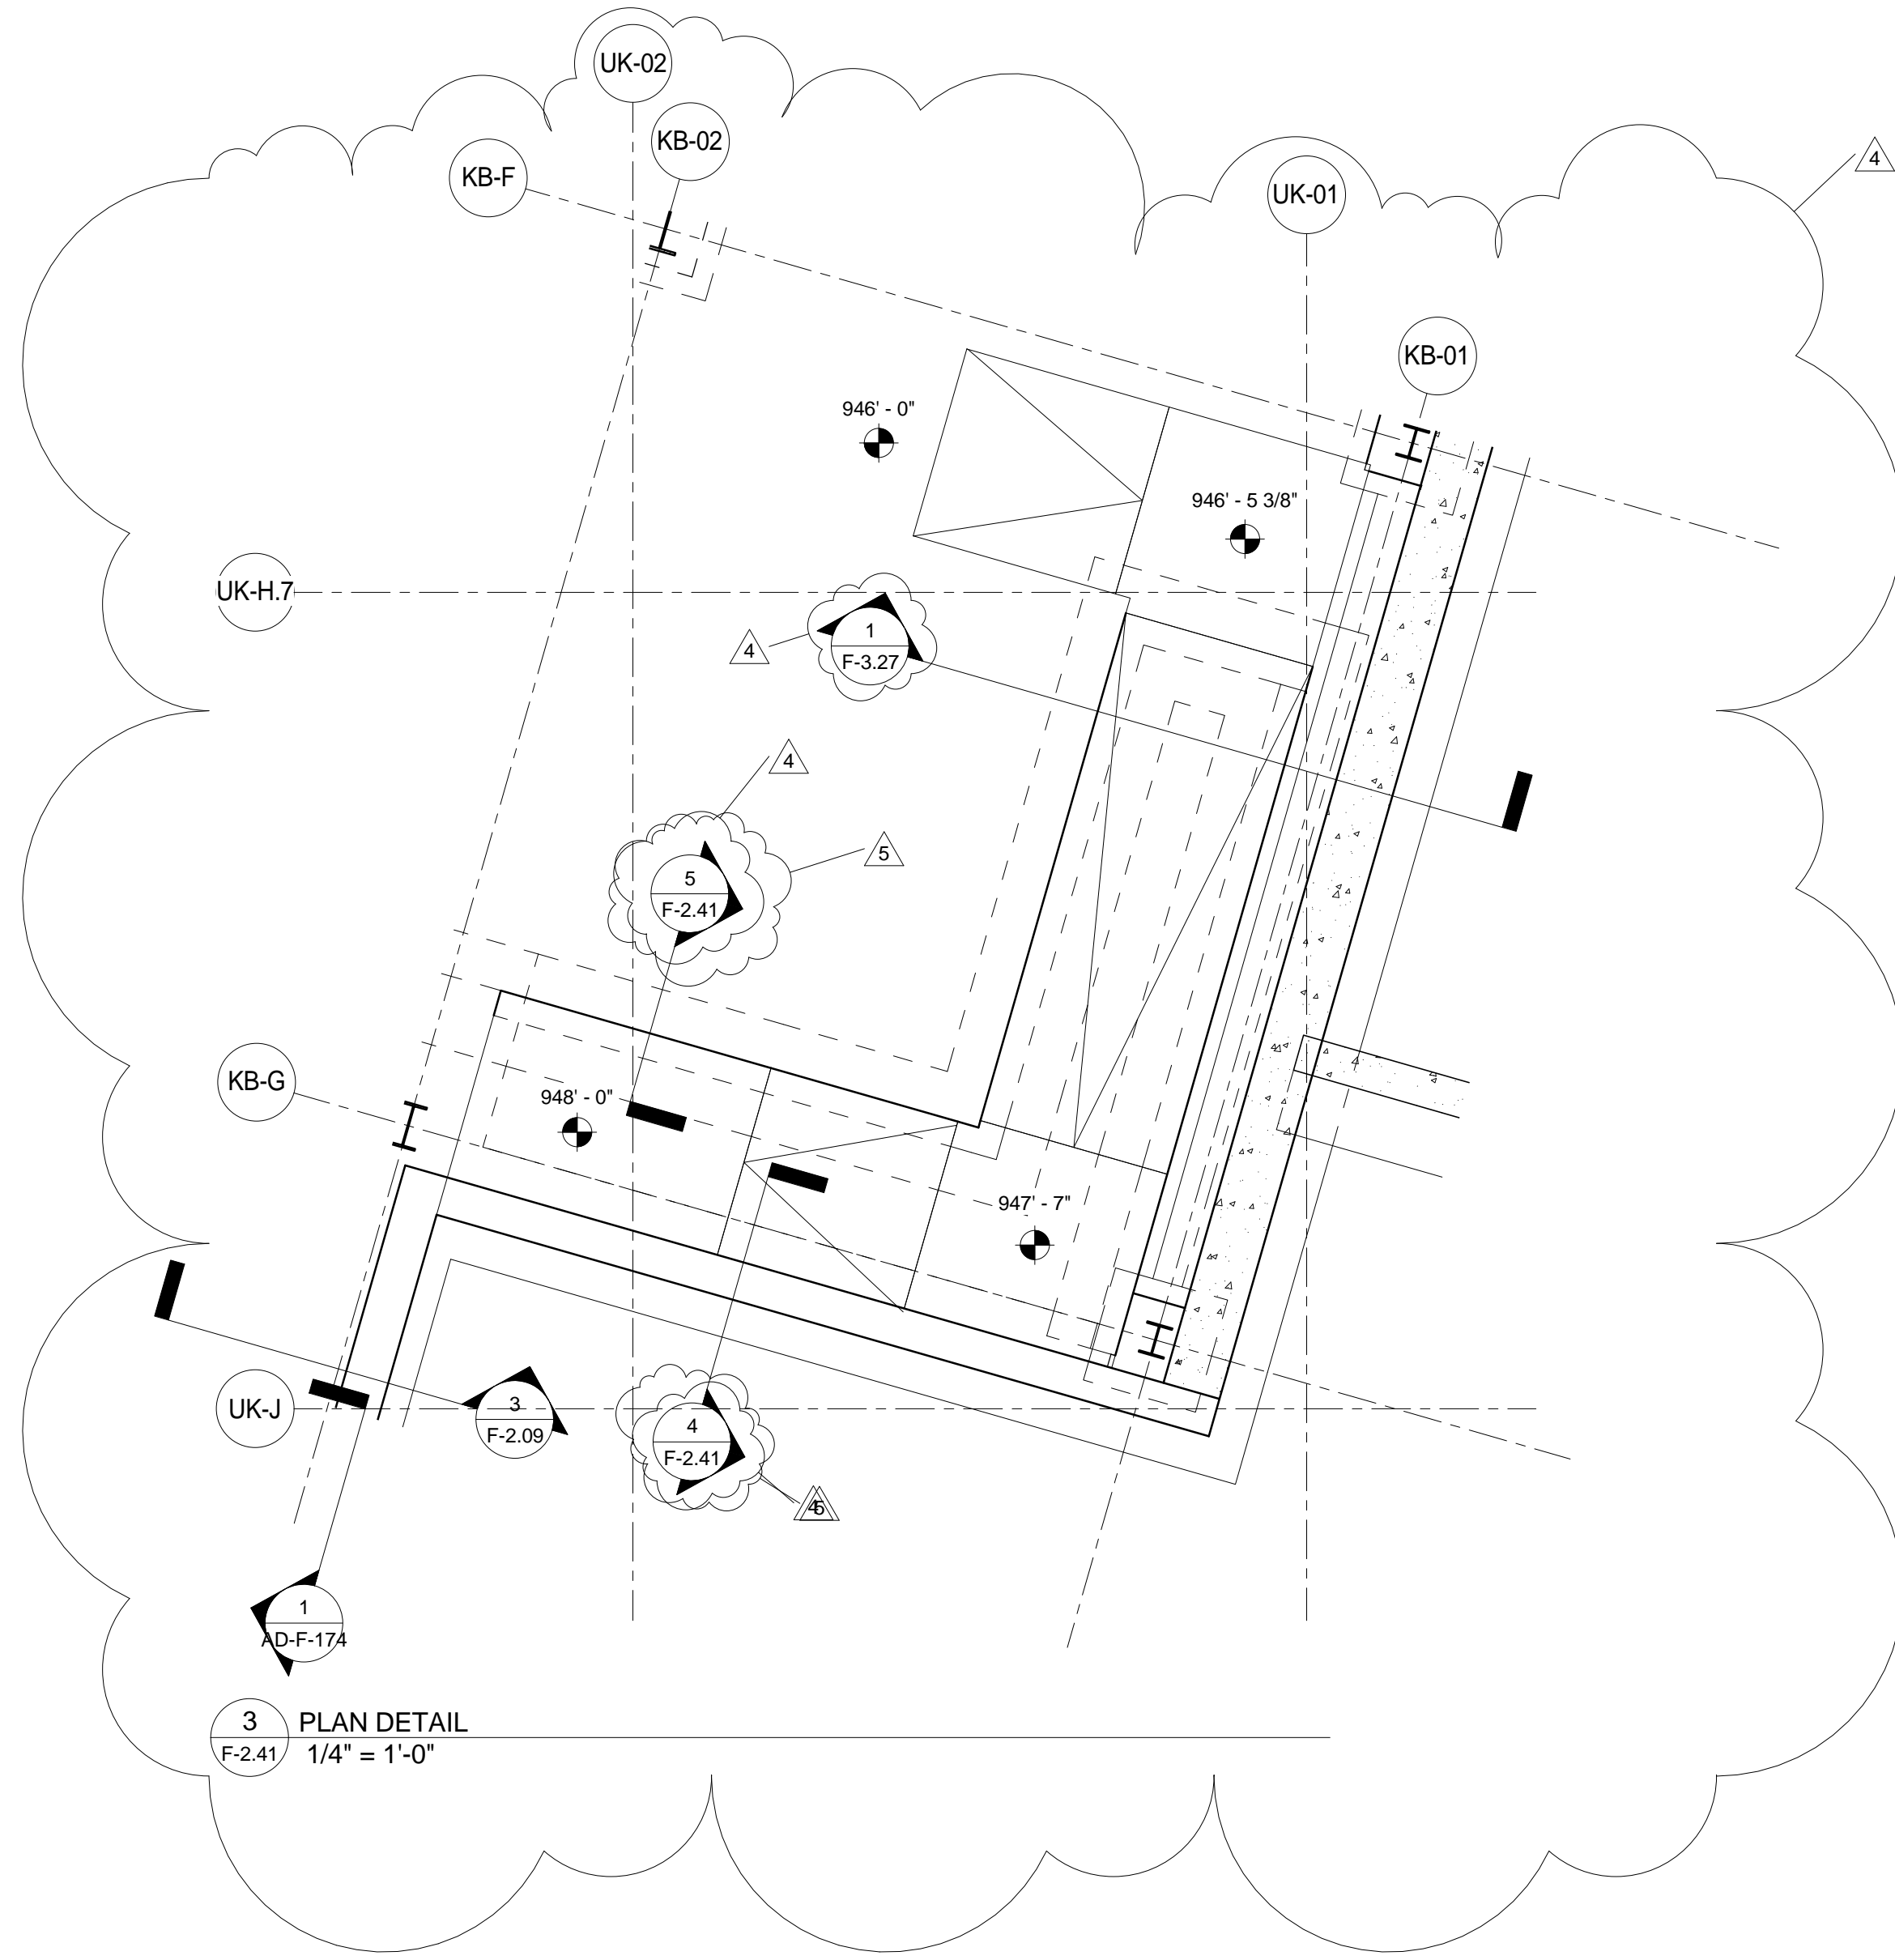 UK-02
KB-02
KB-F
UK-01
4
KB-01
946' - 0"
946' - 5 3/8"
UK-H.7
1
F-3.27
4
4
5
5
F-2.41
KB-G
948' - 0"
947' - 7"
UK-J
3
F-2.09
4
F-2.41
4
5
1
AD-F-174
3
F-2.41
PLAN DETAIL
1/4" = 1'-0"